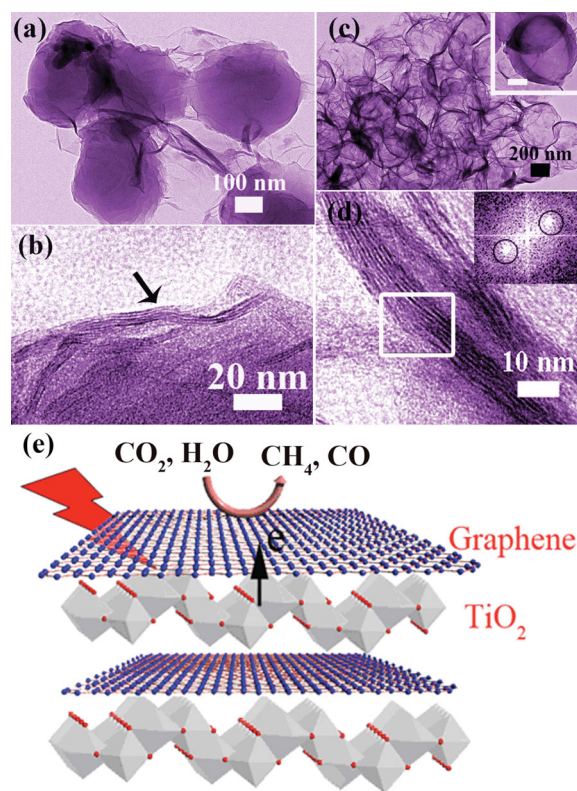 (a)
100 nm
(c)
200 nm
(b)
20 nm
(d)
10 nm
(e)
CO₂, H₂O CH₄, CO
e
Graphene
TiO₂